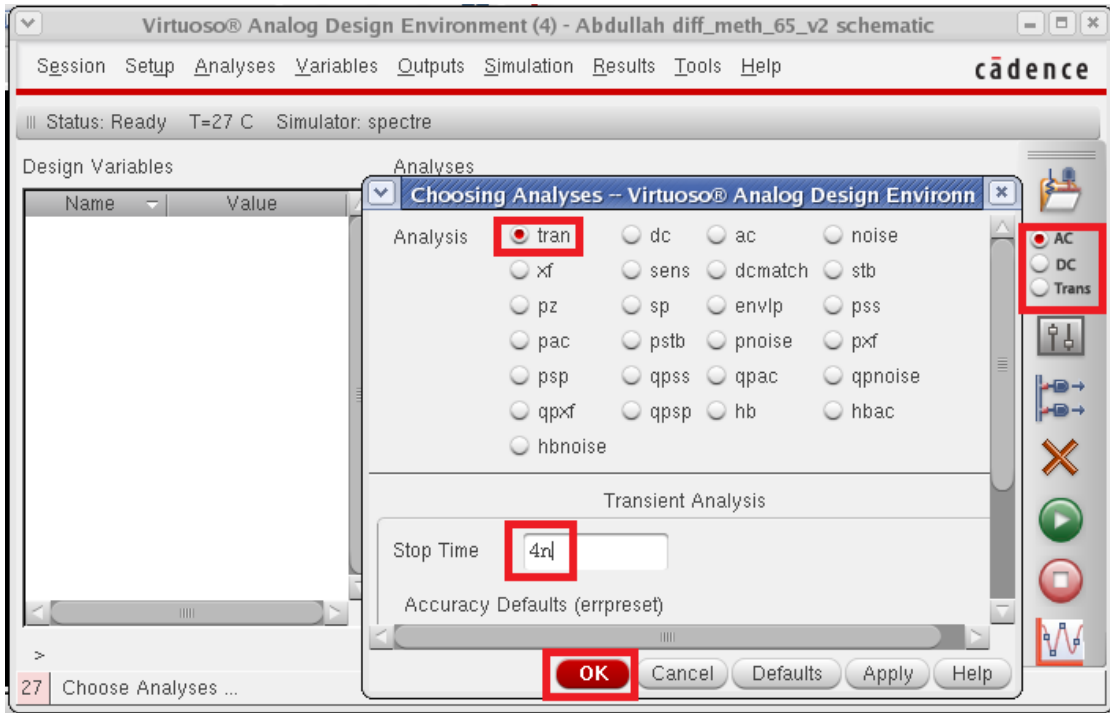 Virtuoso® Analog Design Environment (4) - Abdullah diff_meth_65_v2 schematic
Session Setup Analyses Variables Outputs Simulation Results Tools Help cādence
Status: Ready T=27 C Simulator: spectre
Design Variables
Name Value
Analyses
Choosing Analyses -- Virtuoso® Analog Design Environm
Analysis tran dc ac noise
xf sens dcmatch stb
pz sp envlp pss
pac pstb pnoise pxf
psp qpss qpac qpnoise
qpxf qpsp hb hbac
hbnoise
Transient Analysis
Stop Time 4n
Accuracy Defaults (errpreset)
OK Cancel Defaults Apply Help
AC
DC
Trans
>
27 Choose Analyses ...